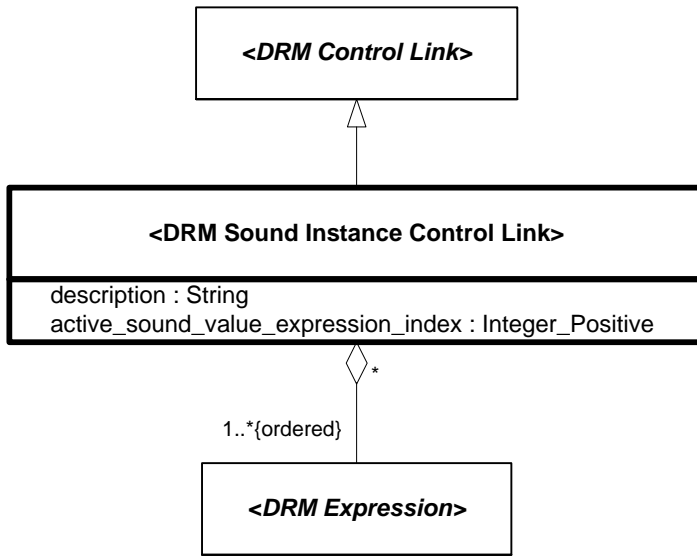 <DRM Control Link>
<DRM Sound Instance Control Link>
description : String
active_sound_value_expression_index : Integer_Positive
*
1..*{ordered}
<DRM Expression>